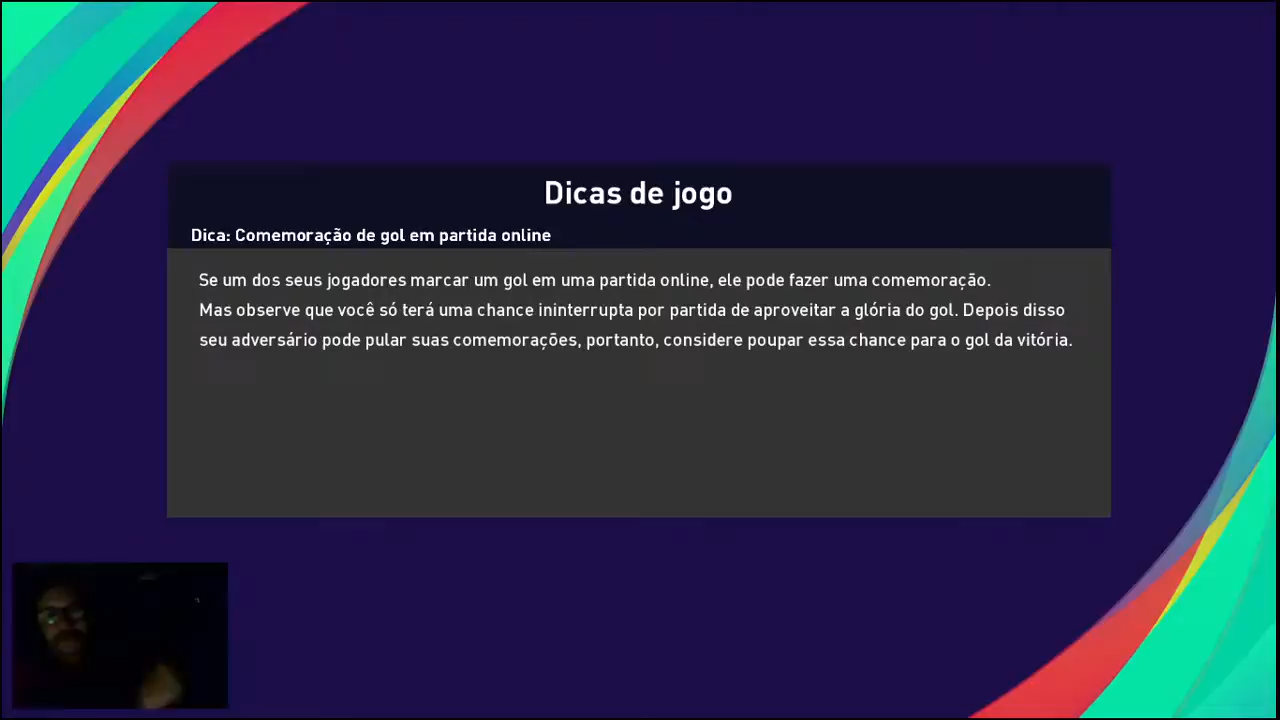 Dicas de jogo
Dica: Comemoração de gol em partida online
Se um dos seus jogadores marcar um gol em uma partida online, ele pode fazer uma comemoração.
Mas observe que você só terá uma chance ininterrupta por partida de aproveitar a glória do gol. Depois disso
seu adversário pode pular suas comemorações, portanto, considere poupar essa chance para o gol da vitória.